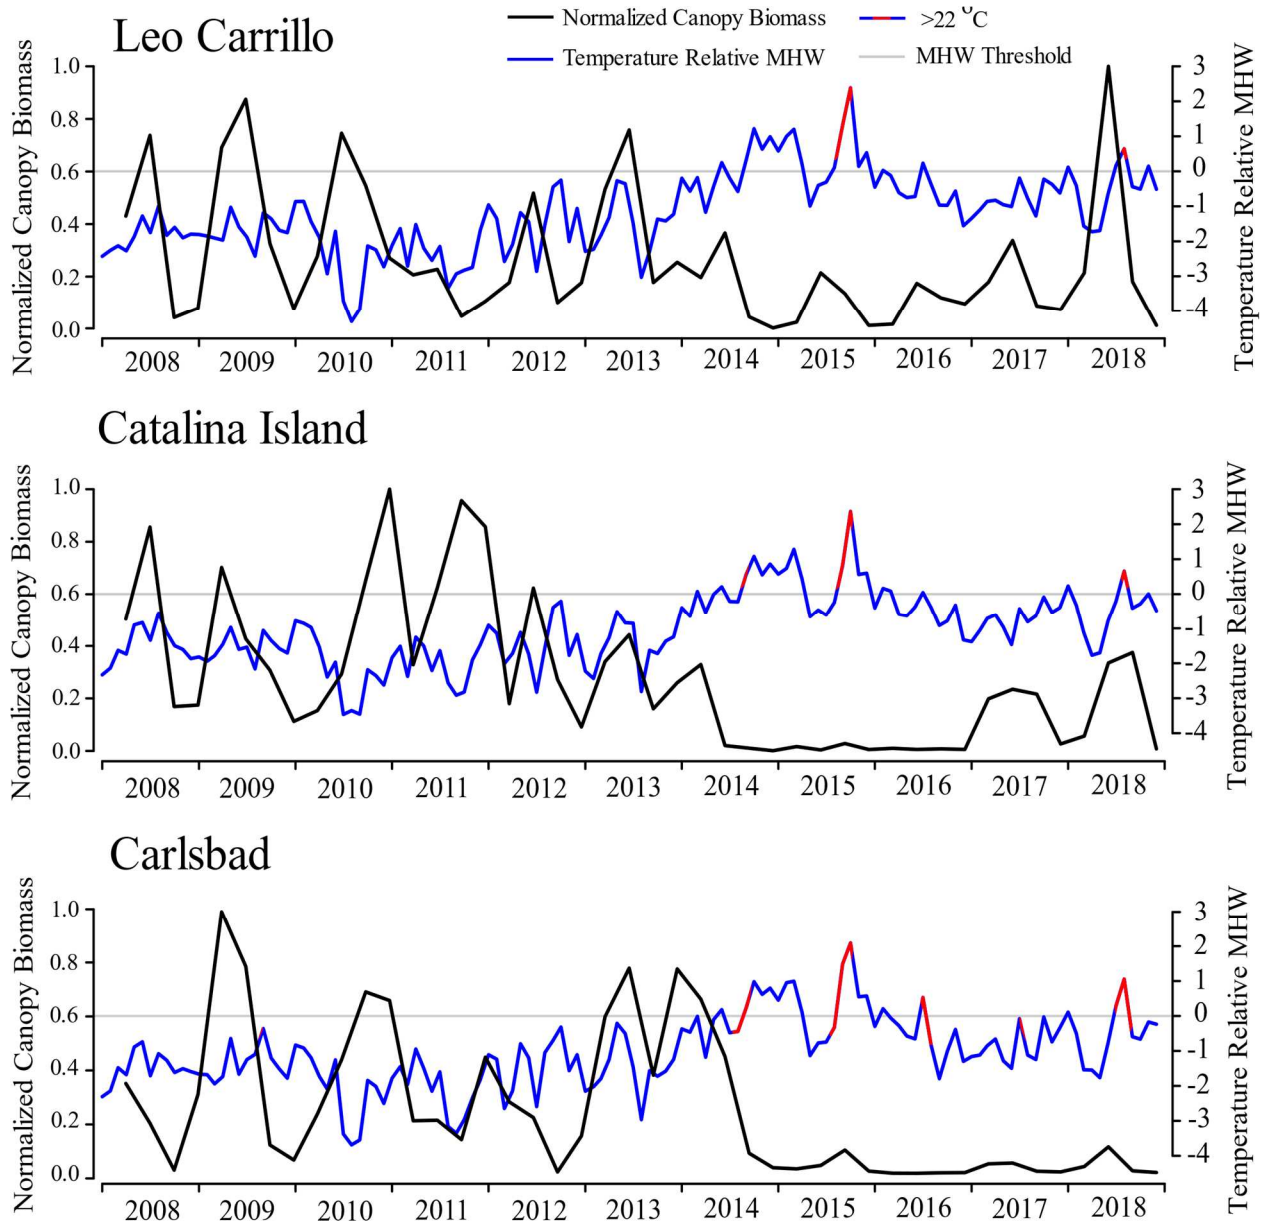 Leo Carrillo
Normalized Canopy Biomass
>22 °C
Temperature Relative MHW
MHW Threshold
Normalized Canopy Biomass
1.0
0.8
0.6
0.4
0.2
0.0
3
2
1
0
-1
-2
-3
-4
Temperature Relative MHW
2008 2009 2010 2011 2012 2013 2014 2015 2016 2017 2018
Catalina Island
Normalized Canopy Biomass
1.0
0.8
0.6
0.4
0.2
0.0
3
2
1
0
-1
-2
-3
-4
Temperature Relative MHW
2008 2009 2010 2011 2012 2013 2014 2015 2016 2017 2018
Carlsbad
Normalized Canopy Biomass
1.0
0.8
0.6
0.4
0.2
0.0
3
2
1
0
-1
-2
-3
-4
Temperature Relative MHW
2008 2009 2010 2011 2012 2013 2014 2015 2016 2017 2018